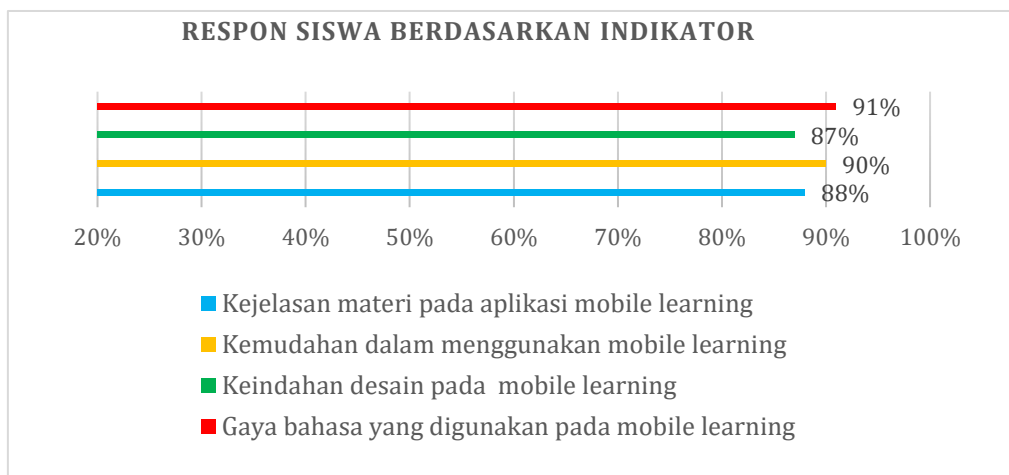 RESPON SISWA BERDASARKAN INDIKATOR
91%
87%
90%
88%
20% 30% 40% 50% 60% 70% 80% 90% 100%
Kejelasan materi pada aplikasi mobile learning
Kemudahan dalam menggunakan mobile learning
Keindahan desain pada mobile learning
Gaya bahasa yang digunakan pada mobile learning